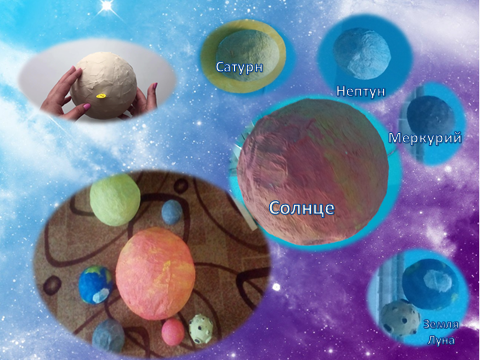 Сатурн
Нептун
Меркурий
Солнце
Земля
Луна